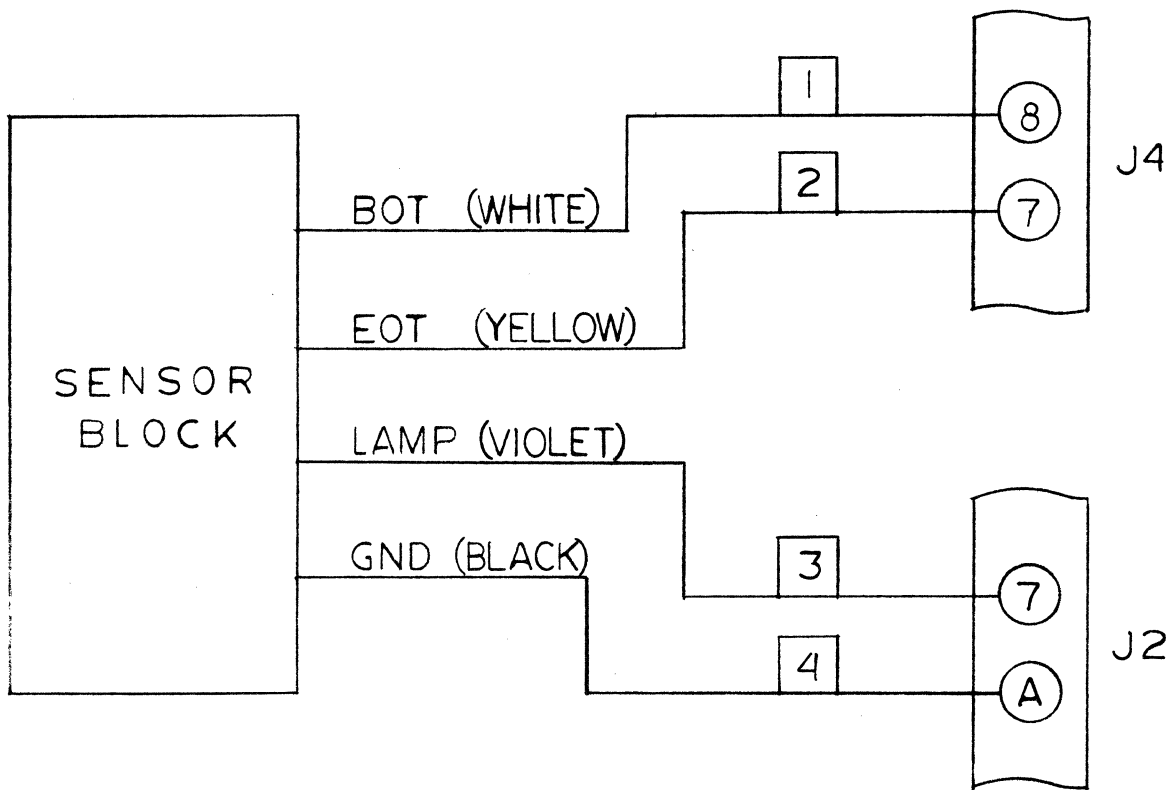 1
8
J4
2
7
BOT (WHITE)
EOT (YELLOW)
SENSOR
BLOCK
LAMP (VIOLET)
GND (BLACK)
3
7
J2
4
A